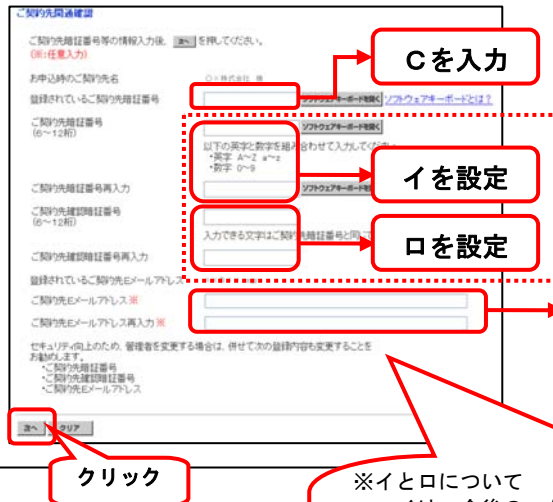 ご契約先開通確認
ご契約先暗証番号等の情報入力後、 次へ を押してください。
(※:任意入力)
お申込時のご契約先名 ○×株式会社 様
登録されているご契約先暗証番号 ソフトウェアキーボードを開く ソフトウェアキーボードとは?
Cを入力
ご契約先暗証番号 ソフトウェアキーボードを開く
(6~12桁)
以下の英字と数字を組み合わせて入力してくだ
・英字 A~Z a~z
・数字 0~9
イを設定
ご契約先暗証番号再入力 ソフトウェアキーボードを
ご契約先確認暗証番号
(6~12桁)
入力できる文字はご契約先暗証番号と同じで
ロを設定
ご契約先確認暗証番号再入力
登録されているご契約先Eメールアドレス
ご契約先Eメールアドレス※
ご契約先Eメールアドレス再入力※
セキュリティ向上のため、管理者を変更する場合は、併せて次の登録内容も変更することを
お勧めします。
・ご契約先暗証番号
・ご契約先確認暗証番号
・ご契約先Eメールアドレス
次へ クリア
クリック
※イとロについて